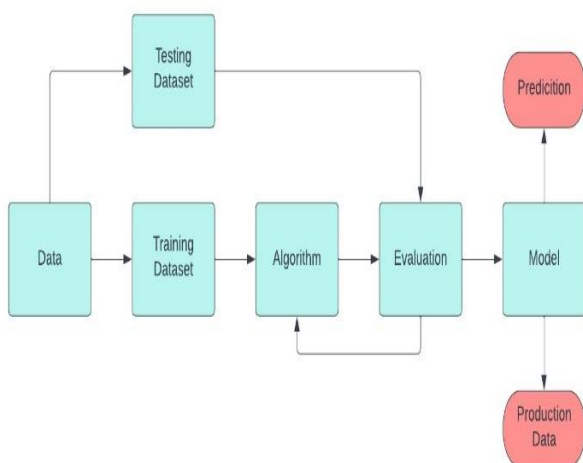 Testing
Dataset
Predicition
Data
Training
Dataset
Algorithm
Evaluation
Model
Production
Data